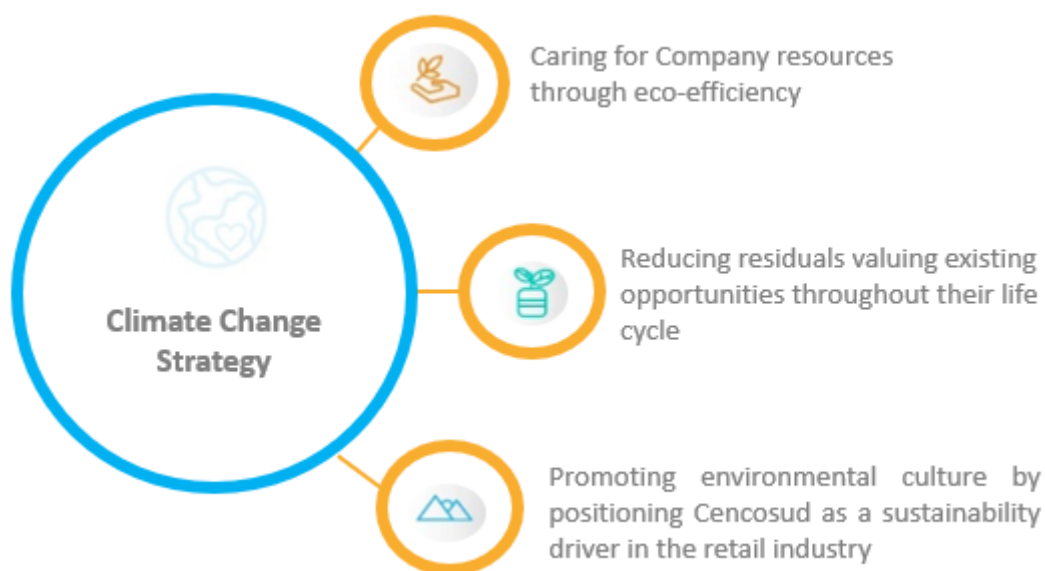 Caring for Company resources
through eco-efficiency
Climate Change
Strategy
Reducing residuals valuing existing
opportunities throughout their life
cycle
Promoting environmental culture by
positioning Cencosud as a sustainability
driver in the retail industry